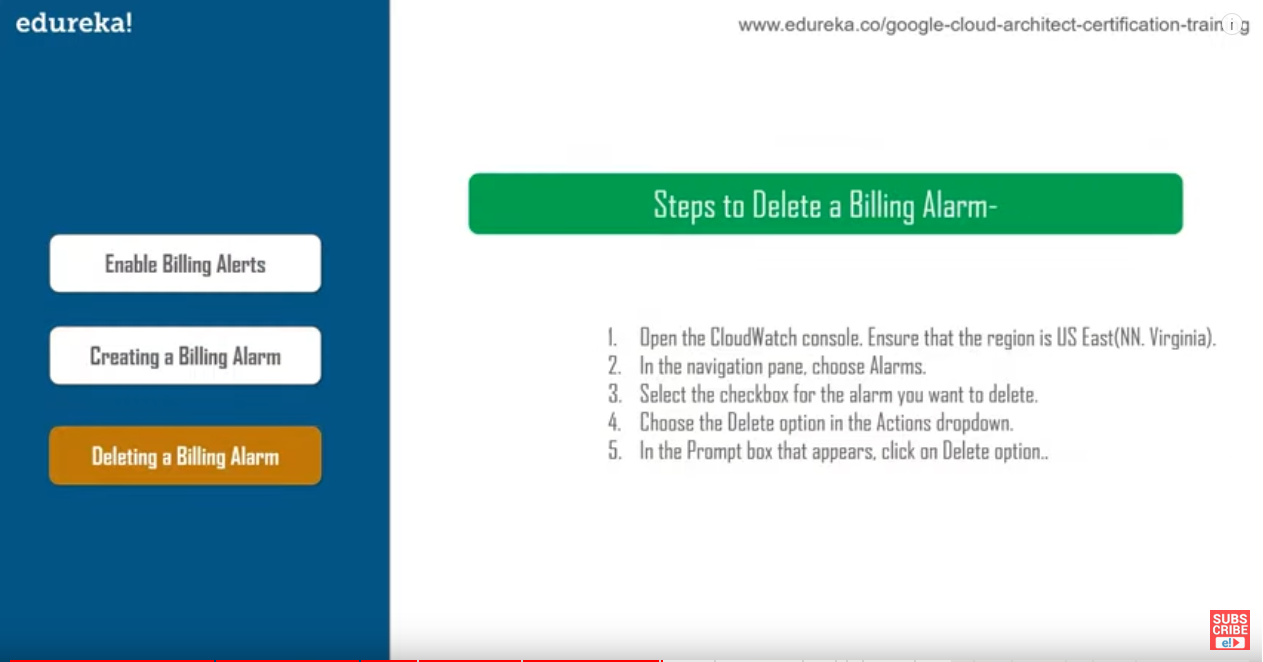 edureka!
www.edureka.co/google-cloud-architect-certification-train
Steps to Delete a Billing Alarm-
Enable Billing Alerts
Creating a Billing Alarm
Deleting a Billing Alarm
1. Open the CloudWatch console. Ensure that the region is US East(NN. Virginia).
2. In the navigation pane, choose Alarms.
3. Select the checkbox for the alarm you want to delete.
4. Choose the Delete option in the Actions dropdown.
5. In the Prompt box that appears, click on Delete option..
SUBS
CRIBE
e!